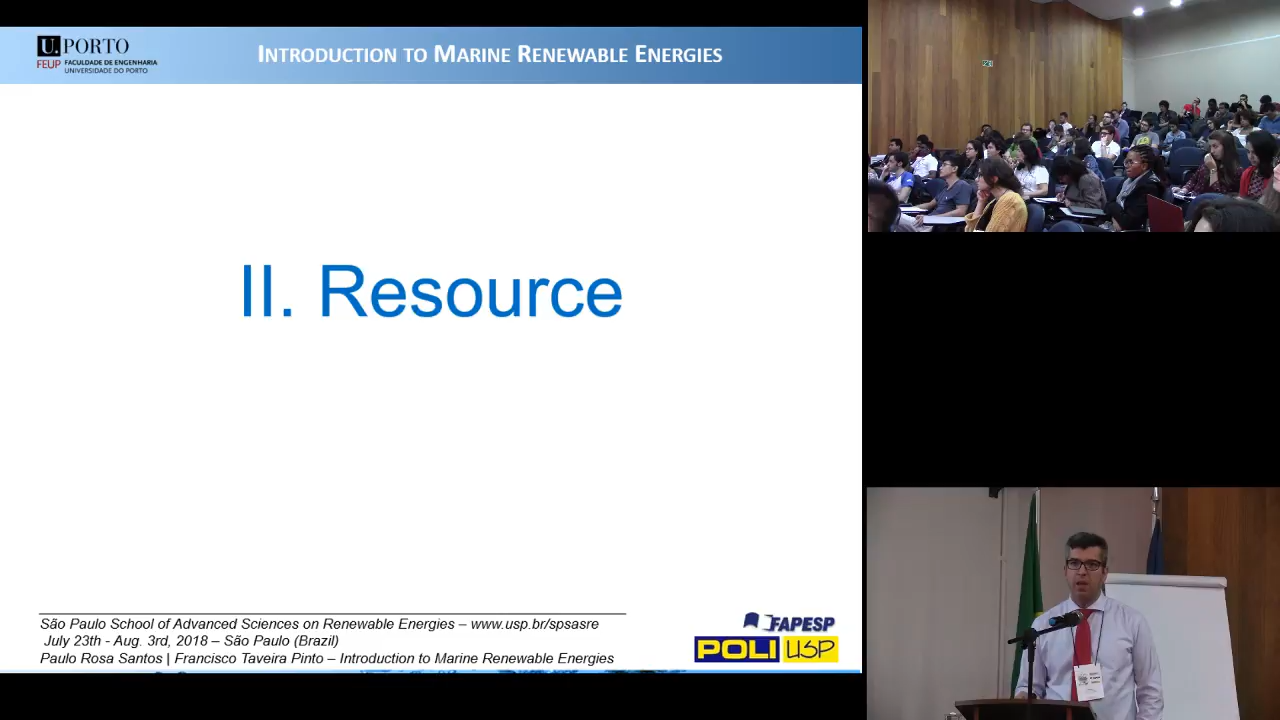 U.PORTO
FEUP FACULDADE DE ENGENHARIA
UNIVERSIDADE DO PORTO
INTRODUCTION TO MARINE RENEWABLE ENERGIES
II. Resource
São Paulo School of Advanced Sciences on Renewable Energies – www.usp.br/spsasre
July 23th - Aug. 3rd, 2018 – São Paulo (Brazil)
Paulo Rosa Santos | Francisco Taveira Pinto – Introduction to Marine Renewable Energies
FAPESP
POLI USP